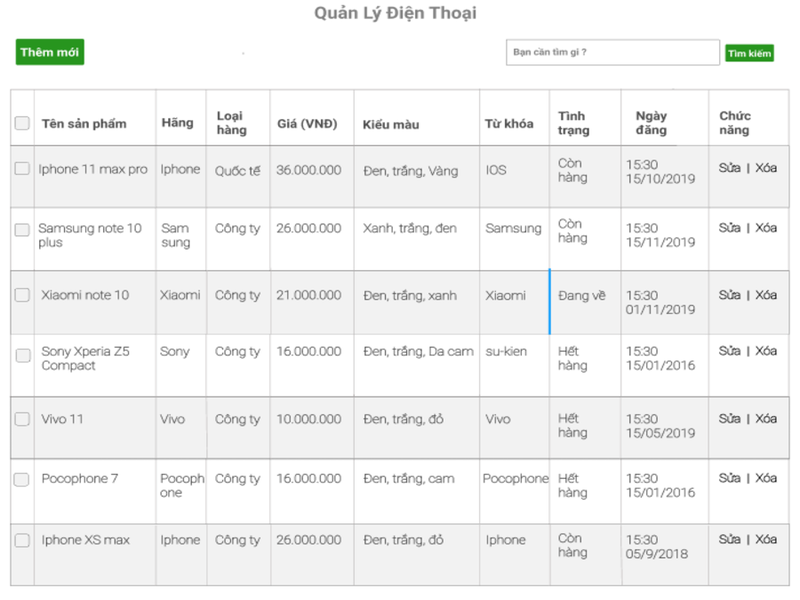 Quản Lý Điện Thoại
Thêm mới
Bạn cần tìm gì ?
Tìm kiếm
Tên sản phẩm Hãng Loại hàng Giá (VNĐ) Kiểu màu Từ khóa Tình trạng Ngày đăng Chức năng
Iphone 11 max pro Iphone Quốc tế 36.000.000 Đen, trắng, Vàng IOS Còn hàng 15:30 15/10/2019 Sửa | Xóa
Samsung note 10 plus Sam sung Công ty 26.000.000 Xanh, trắng, đen Samsung Còn hàng 15:30 15/11/2019 Sửa | Xóa
Xiaomi note 10 Xiaomi Công ty 21.000.000 Đen, trắng, xanh Xiaomi Đang về 15:30 01/11/2019 Sửa | Xóa
Sony Xperia Z5 Compact Sony Công ty 16.000.000 Đen, trắng, Da cam su-kien Hết hàng 15:30 15/01/2016 Sửa | Xóa
Vivo 11 Vivo Công ty 10.000.000 Đen, trắng, đỏ Vivo Hết hàng 15:30 15/05/2019 Sửa | Xóa
Pocophone 7 Pocoph one Công ty 16.000.000 Đen, trắng, cam Pocophone Hết hàng 15:30 15/01/2016 Sửa | Xóa
Iphone XS max Iphone Công ty 26.000.000 Đen, trắng, đỏ Iphone Còn hàng 15:30 05/9/2018 Sửa | Xóa